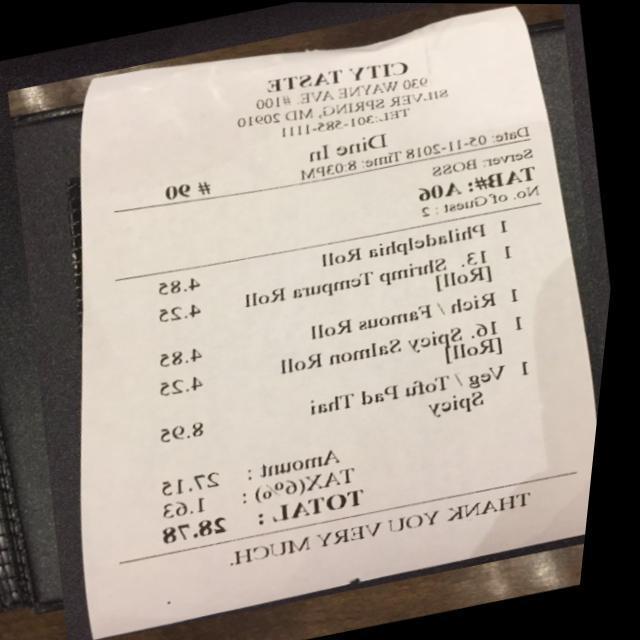 CITY TASTE
930 WAYNE AVE. #100
SILVER SPRING, MD 20910
TEL:301-585-1111
Dine In
Date: 05-11-2018 Time: 8:03PM
Server: BOSS
TAB#: A06 # 90
No. of Guest : 2
1 Philadelphia Roll 4.85
1 13. Shrimp Tempura Roll 4.25
[Roll]
1 Rich / Famous Roll 4.85
1 16. Spicy Salmon Roll 4.25
[Roll]
1 Veg / Tofu Pad Thai 8.95
Spicy
Amount : 27.15
TAX(6%) : 1.63
TOTAL : 28.78
THANK YOU VERY MUCH.